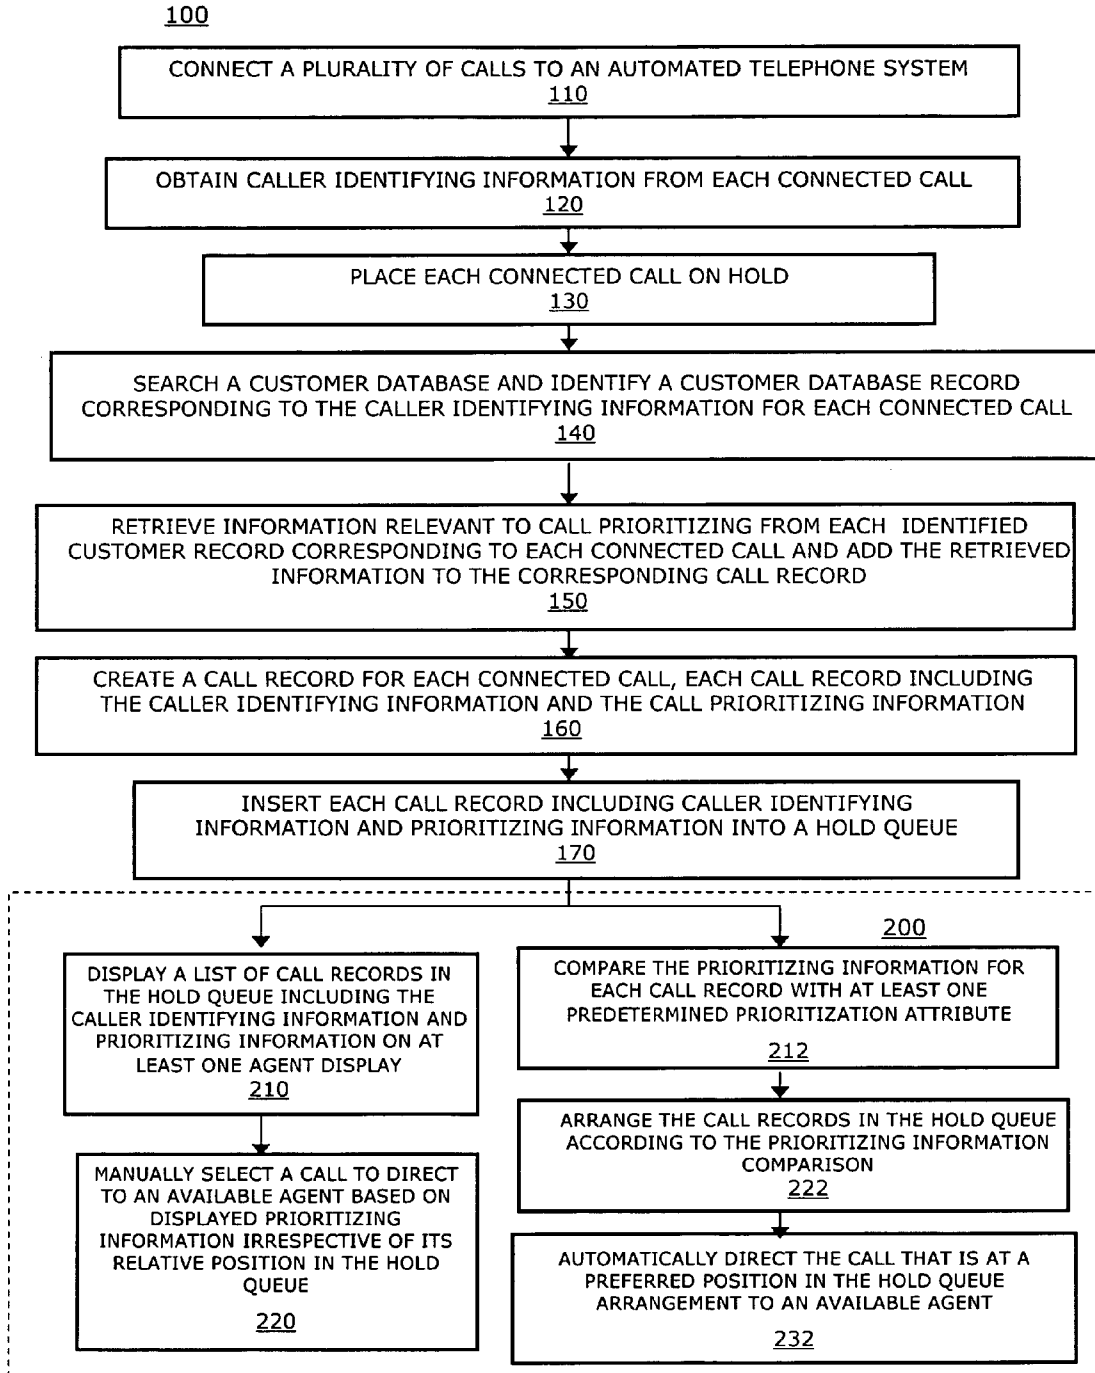 100
CONNECT A PLURALITY OF CALLS TO AN AUTOMATED TELEPHONE SYSTEM
110
OBTAIN CALLER IDENTIFYING INFORMATION FROM EACH CONNECTED CALL
120
PLACE EACH CONNECTED CALL ON HOLD
130
SEARCH A CUSTOMER DATABASE AND IDENTIFY A CUSTOMER DATABASE RECORD
CORRESPONDING TO THE CALLER IDENTIFYING INFORMATION FOR EACH CONNECTED CALL
140
RETRIEVE INFORMATION RELEVANT TO CALL PRIORITIZING FROM EACH IDENTIFIED
CUSTOMER RECORD CORRESPONDING TO EACH CONNECTED CALL AND ADD THE RETRIEVED
INFORMATION TO THE CORRESPONDING CALL RECORD
150
CREATE A CALL RECORD FOR EACH CONNECTED CALL, EACH CALL RECORD INCLUDING
THE CALLER IDENTIFYING INFORMATION AND THE CALL PRIORITIZING INFORMATION
160
INSERT EACH CALL RECORD INCLUDING CALLER IDENTIFYING
INFORMATION AND PRIORITIZING INFORMATION INTO A HOLD QUEUE
170
200
DISPLAY A LIST OF CALL RECORDS IN
THE HOLD QUEUE INCLUDING THE
CALLER IDENTIFYING INFORMATION AND
PRIORITIZING INFORMATION ON AT
LEAST ONE AGENT DISPLAY
210
MANUALLY SELECT A CALL TO DIRECT
TO AN AVAILABLE AGENT BASED ON
DISPLAYED PRIORITIZING
INFORMATION IRRESPECTIVE OF ITS
RELATIVE POSITION IN THE HOLD
QUEUE
220
COMPARE THE PRIORITIZING INFORMATION FOR
EACH CALL RECORD WITH AT LEAST ONE
PREDETERMINED PRIORITIZATION ATTRIBUTE
212
ARRANGE THE CALL RECORDS IN THE HOLD QUEUE
ACCORDING TO THE PRIORITIZING INFORMATION
COMPARISON
222
AUTOMATICALLY DIRECT THE CALL THAT IS AT A
PREFERRED POSITION IN THE HOLD QUEUE
ARRANGEMENT TO AN AVAILABLE AGENT
232